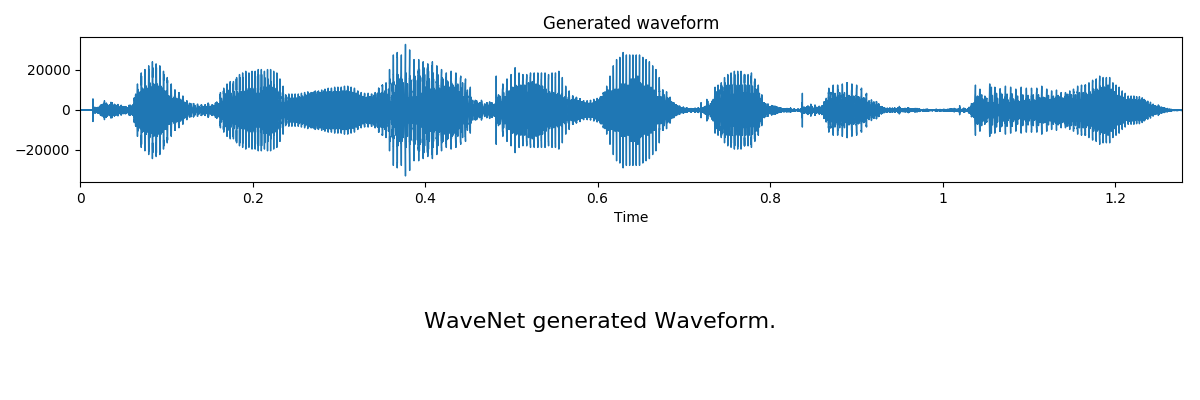 Generated waveform
20000
0
−20000
0 0.2 0.4 0.6 0.8 1 1.2
Time
WaveNet generated Waveform.